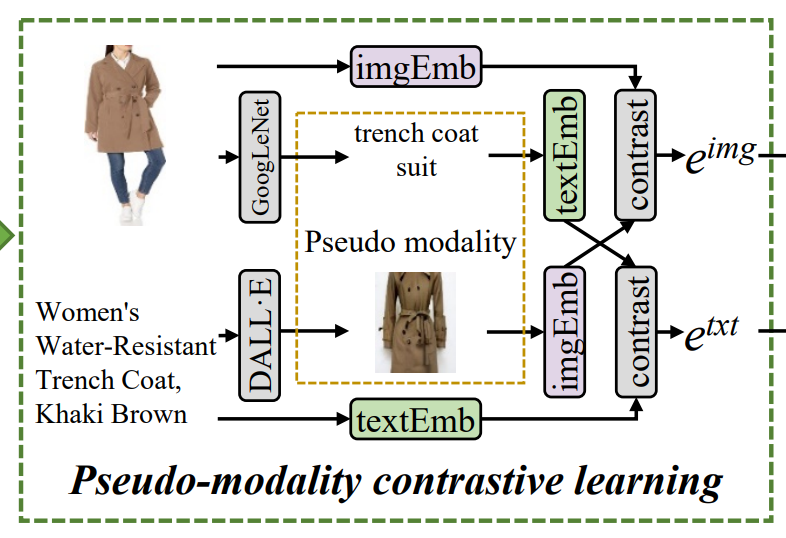 imgEmb
GoogLeNet
trench coat
suit
textEmb
contrast
e^{img}
Pseudo modality
Women's
Water-Resistant
Trench Coat,
Khaki Brown
DALL·E
imgEmb
contrast
e^{txt}
textEmb
Pseudo-modality contrastive learning